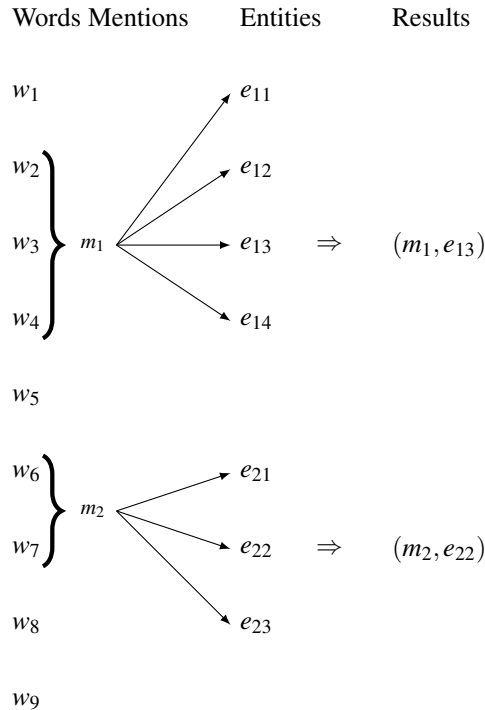 Words Mentions Entities Results
w1 e11
w2 e12
w3 m1 e13 ⇒ (m1, e13)
w4 e14
w5
w6 e21
m2
w7 e22 ⇒ (m2, e22)
w8 e23
w9